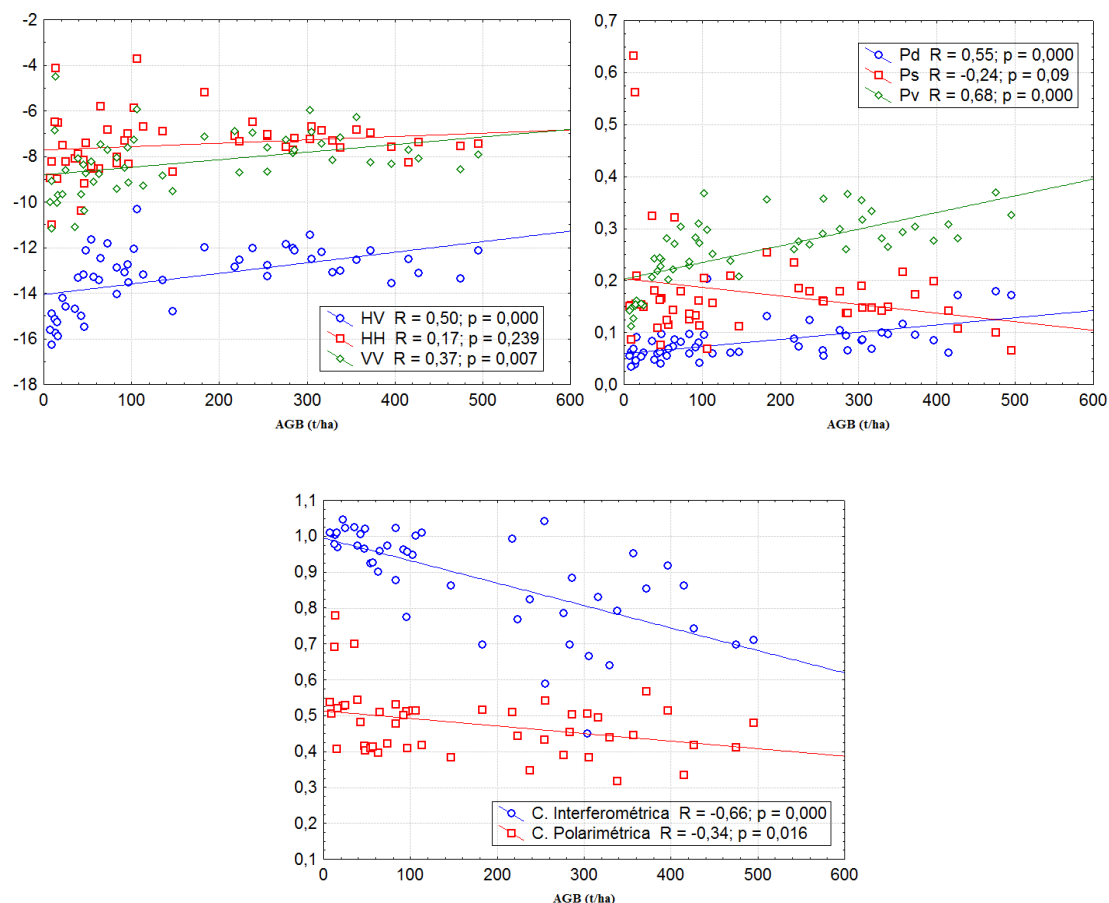 -2
-4
-6
-8
-10
-12
-14
-16
-18
HV R = 0,50; p = 0,000
HH R = 0,17; p = 0,239
VV R = 0,37; p = 0,007
0 100 200 300 400 500 600
AGB (t/ha)
0,7
0,6
0,5
0,4
0,3
0,2
0,1
0,0
Pd R = 0,55; p = 0,000
Ps R = -0,24; p = 0,09
Pv R = 0,68; p = 0,000
0 100 200 300 400 500 600
AGB (t/ha)
1,1
1,0
0,9
0,8
0,7
0,6
0,5
0,4
0,3
0,2
0,1
C. Interferométrica R = -0,66; p = 0,000
C. Polarimétrica R = -0,34; p = 0,016
0 100 200 300 400 500 600
AGB (t/ha)